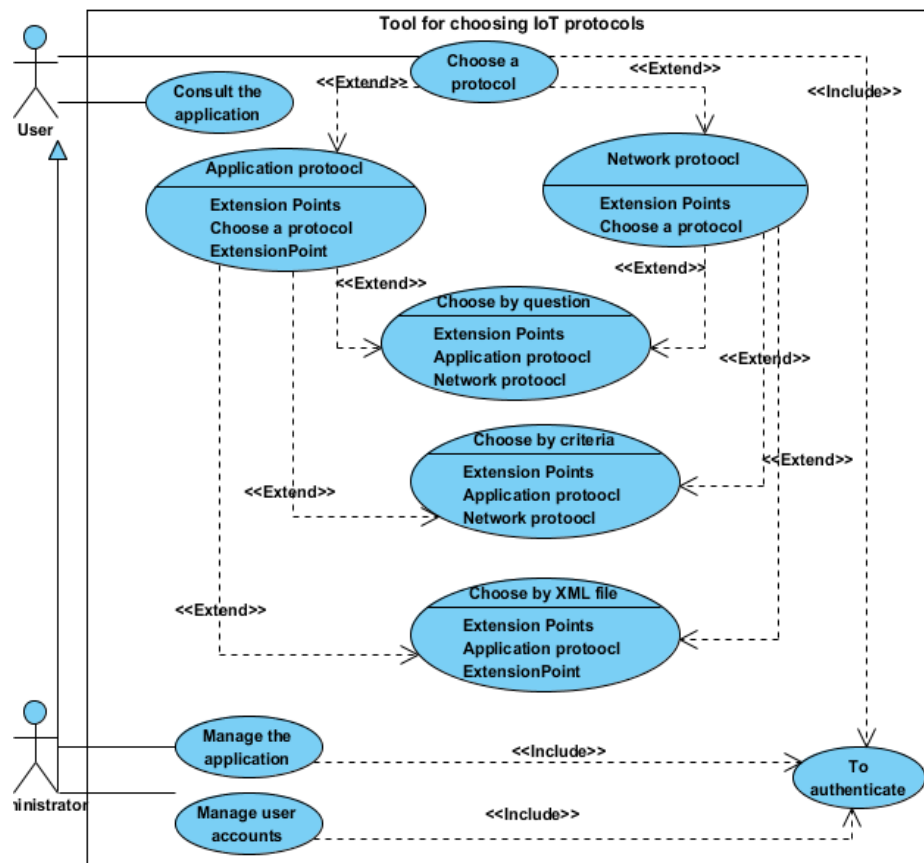 Tool for choosing IoT protocols
Choose a
protocol
<<Extend>>
<<Extend>>
<<Include>>
Consult the
application
User
Application protoocl
Extension Points
Choose a protocol
ExtensionPoint
Network protoocl
Extension Points
Choose a protocol
<<Extend>>
<<Extend>>
Choose by question
Extension Points
Application protoocl
Network protoocl
<<Extend>>
Choose by criteria
Extension Points
Application protoocl
Network protoocl
<<Extend>>
<<Extend>>
Choose by XML file
Extension Points
Application protoocl
ExtensionPoint
<<Extend>>
Manage the
application
<<Include>>
To
authenticate
ministrator
Manage user
accounts
<<Include>>